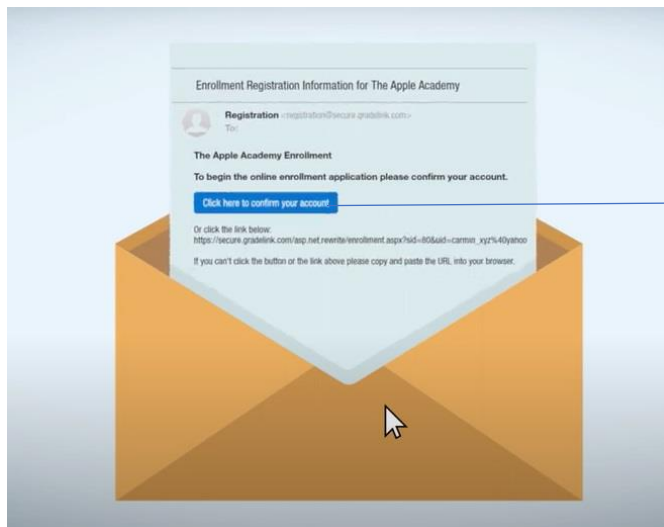 Enrollment Registration Information for The Apple Academy
Registration <registration@secure.gradelink.com>
To:
The Apple Academy Enrollment
To begin the online enrollment application please confirm your account.
Click here to confirm your account
Or click the link below:
https://secure.gradelink.com/asp.net.rewrite/enrollment.aspx?sid=80&uid=carmin_xyz%40yahoo
If you can't click the button or the link above please copy and paste the URL into your browser.